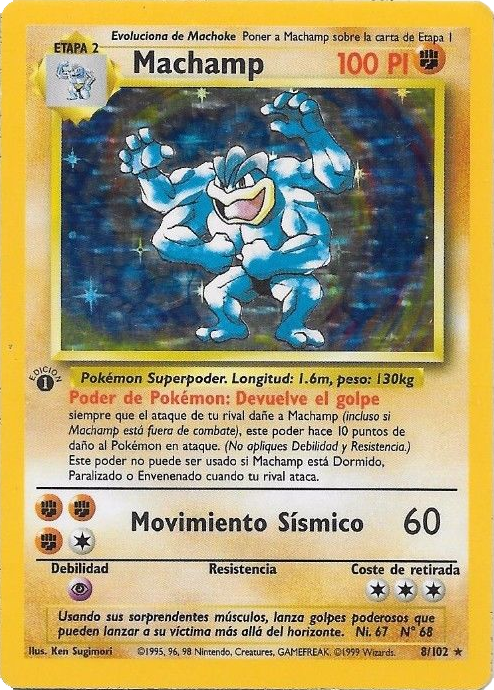 Evoluciona de Machoke Poner a Machamp sobre la carta de Etapa 1
ETAPA 2
Machamp 100 PI
EDICION
1
Pokémon Superpoder. Longitud: 1.6m, peso: 130kg
Poder de Pokémon: Devuelve el golpe
siempre que el ataque de tu rival dañe a Machamp (incluso si
Machamp está fuera de combate), este poder hace 10 puntos de
daño al Pokémon en ataque. (No apliques Debilidad y Resistencia.)
Este poder no puede ser usado si Machamp está Dormido,
Paralizado o Envenenado cuando tu rival ataca.
Movimiento Sísmico 60
Debilidad Resistencia Coste de retirada
Usando sus sorprendentes músculos, lanza golpes poderosos que
pueden lanzar a su víctima más allá del horizonte. Ni. 67 N° 68
Ilus. Ken Sugimori ©1995, 96, 98 Nintendo, Creatures, GAMEFREAK. ©1999 Wizards. 8/102 ★